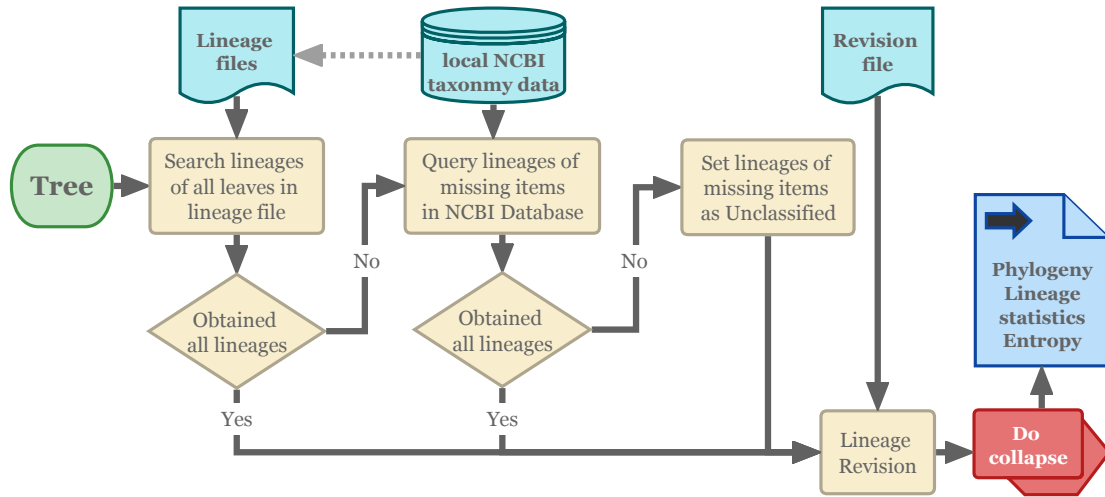 Lineage
files
local NCBI
taxonmy data
Revision
file
Tree
Search lineages
of all leaves in
lineage file
Query lineages of
missing items
in NCBI Database
Set lineages of
missing items
as Unclassified
No
No
Obtained
all lineages
Obtained
all lineages
Phylogeny
Lineage
statistics
Entropy
Yes
Yes
Lineage
Revision
Do
collapse